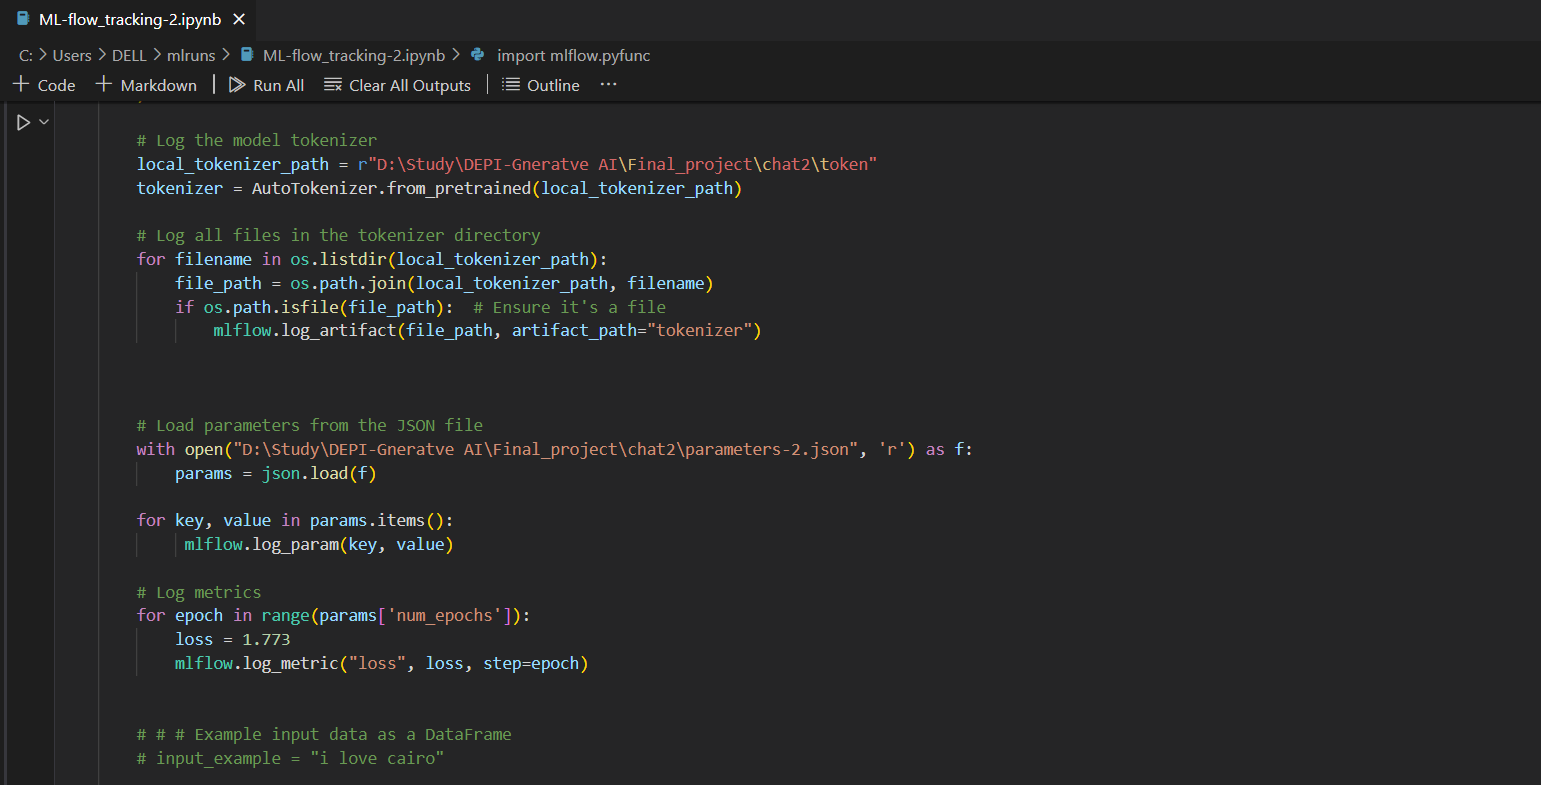 ML-flow_tracking-2.ipynb ×
C: > Users > DELL > mlruns > ML-flow_tracking-2.ipynb > import mlflow.pyfunc
+ Code + Markdown | Run All Clear All Outputs | Outline ...
# Log the model tokenizer
local_tokenizer_path = r"D:\Study\DEPI-Gneratve AI\Final_project\chat2\token"
tokenizer = AutoTokenizer.from_pretrained(local_tokenizer_path)
# Log all files in the tokenizer directory
for filename in os.listdir(local_tokenizer_path):
file_path = os.path.join(local_tokenizer_path, filename)
if os.path.isfile(file_path):  # Ensure it's a file
mlflow.log_artifact(file_path, artifact_path="tokenizer")
# Load parameters from the JSON file
with open("D:\Study\DEPI-Gneratve AI\Final_project\chat2\parameters-2.json", 'r') as f:
params = json.load(f)
for key, value in params.items():
mlflow.log_param(key, value)
# Log metrics
for epoch in range(params['num_epochs']):
loss = 1.773
mlflow.log_metric("loss", loss, step=epoch)
# # # Example input data as a DataFrame
# input_example = "i love cairo"